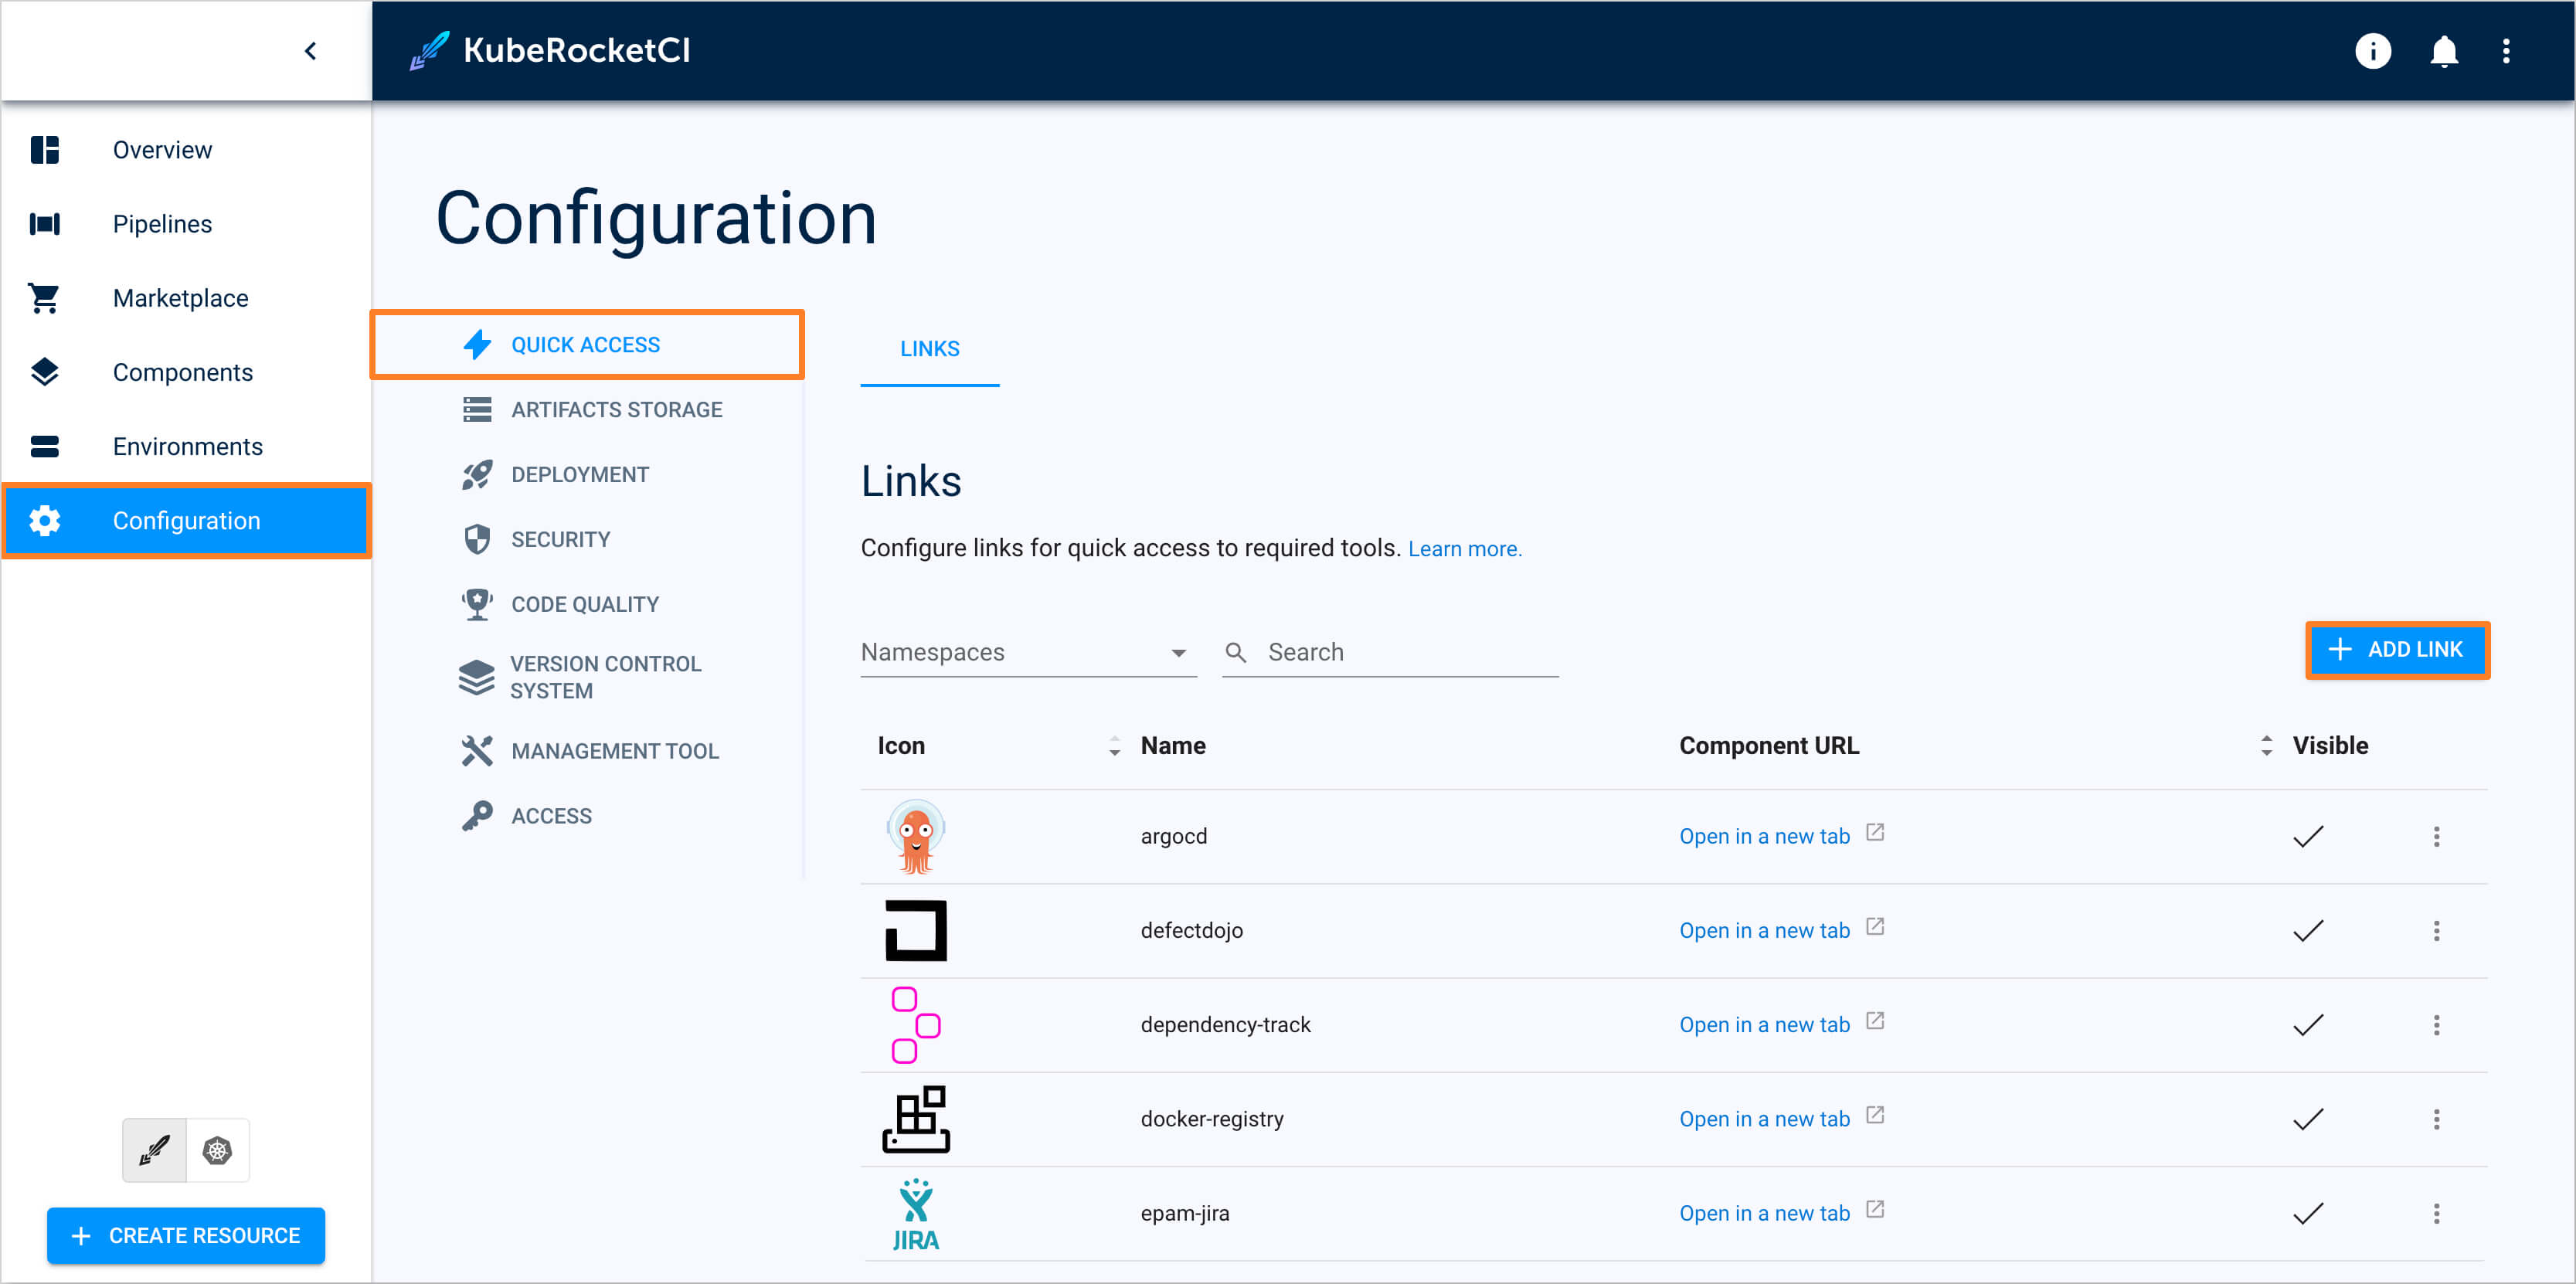 KubeRocketCI
Overview
Pipelines
Marketplace
Components
Environments
Configuration
CREATE RESOURCE
Configuration
QUICK ACCESS
ARTIFACTS STORAGE
DEPLOYMENT
SECURITY
CODE QUALITY
VERSION CONTROL
SYSTEM
MANAGEMENT TOOL
ACCESS
LINKS
Links
Configure links for quick access to required tools. Learn more.
Namespaces
Search
ADD LINK
Icon Name Component URL Visible
argocd Open in a new tab
defectdojo Open in a new tab
dependency-track Open in a new tab
docker-registry Open in a new tab
JIRA epam-jira Open in a new tab